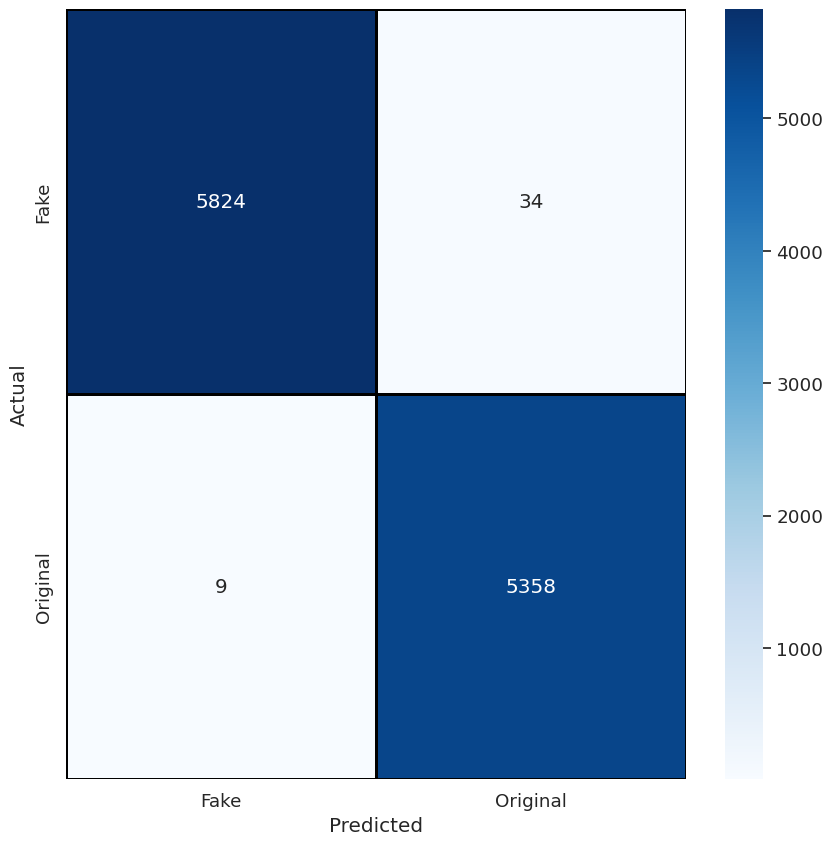 5824 34
9 5358
Fake
Original
Actual
Fake Original
Predicted
5000
4000
3000
2000
1000